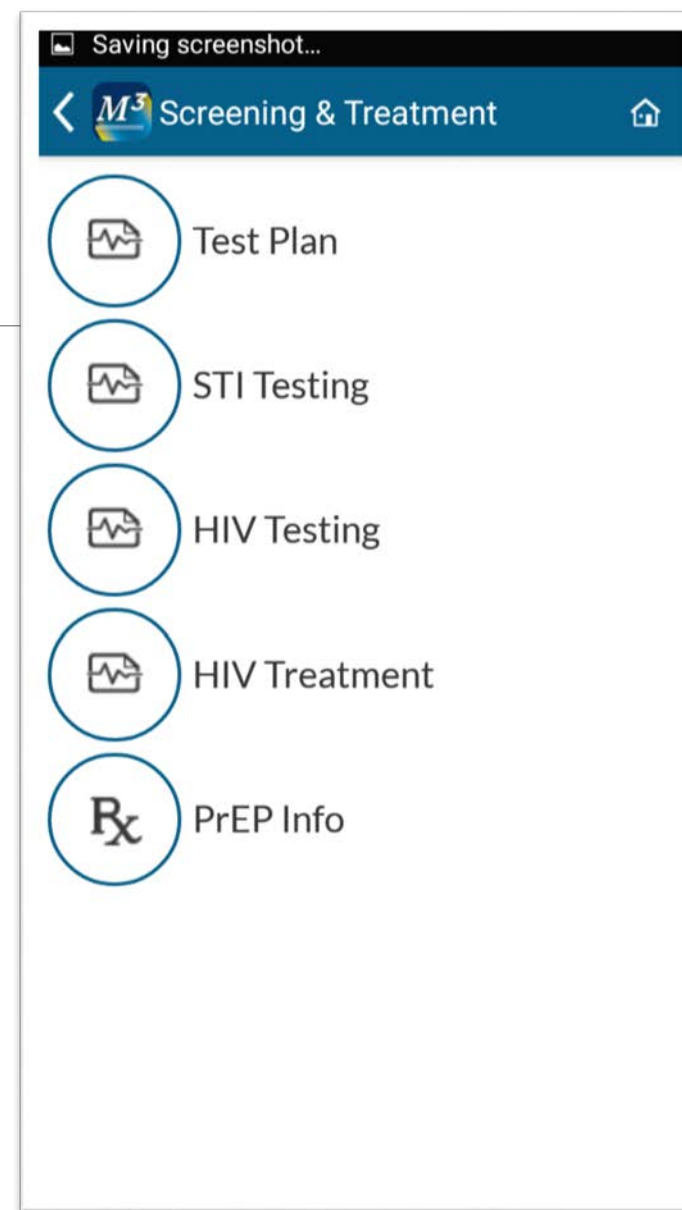 Saving screenshot...
M³ Screening & Treatment
Test Plan
STI Testing
HIV Testing
HIV Treatment
Rx PrEP Info